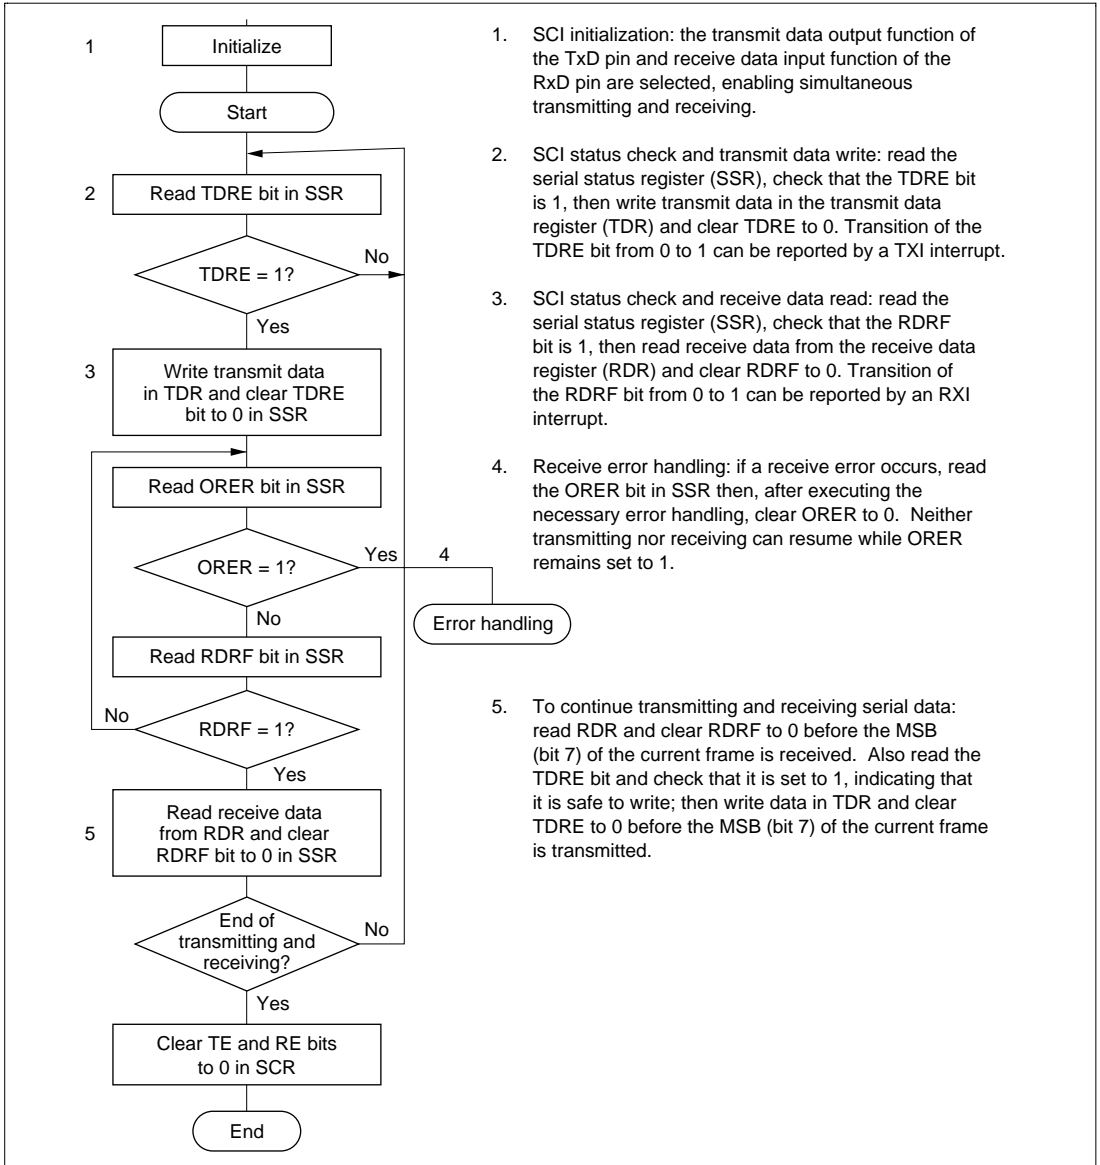 1
Initialize
Start
2
Read TDRE bit in SSR
TDRE = 1?
No
Yes
3
Write transmit data
in TDR and clear TDRE
bit to 0 in SSR
Read ORER bit in SSR
ORER = 1?
Yes
4
Error handling
No
Read RDRF bit in SSR
No
RDRF = 1?
Yes
5
Read receive data
from RDR and clear
RDRF bit to 0 in SSR
End of
transmitting and
receiving?
No
Yes
Clear TE and RE bits
to 0 in SCR
End
1. SCI initialization: the transmit data output function of
the TxD pin and receive data input function of the
RxD pin are selected, enabling simultaneous
transmitting and receiving.
2. SCI status check and transmit data write: read the
serial status register (SSR), check that the TDRE bit
is 1, then write transmit data in the transmit data
register (TDR) and clear TDRE to 0. Transition of the
TDRE bit from 0 to 1 can be reported by a TXI interrupt.
3. SCI status check and receive data read: read the
serial status register (SSR), check that the RDRF
bit is 1, then read receive data from the receive data
register (RDR) and clear RDRF to 0. Transition of
the RDRF bit from 0 to 1 can be reported by an RXI
interrupt.
4. Receive error handling: if a receive error occurs, read
the ORER bit in SSR then, after executing the
necessary error handling, clear ORER to 0. Neither
transmitting nor receiving can resume while ORER
remains set to 1.
5. To continue transmitting and receiving serial data:
read RDR and clear RDRF to 0 before the MSB
(bit 7) of the current frame is received. Also read the
TDRE bit and check that it is set to 1, indicating that
it is safe to write; then write data in TDR and clear
TDRE to 0 before the MSB (bit 7) of the current frame
is transmitted.